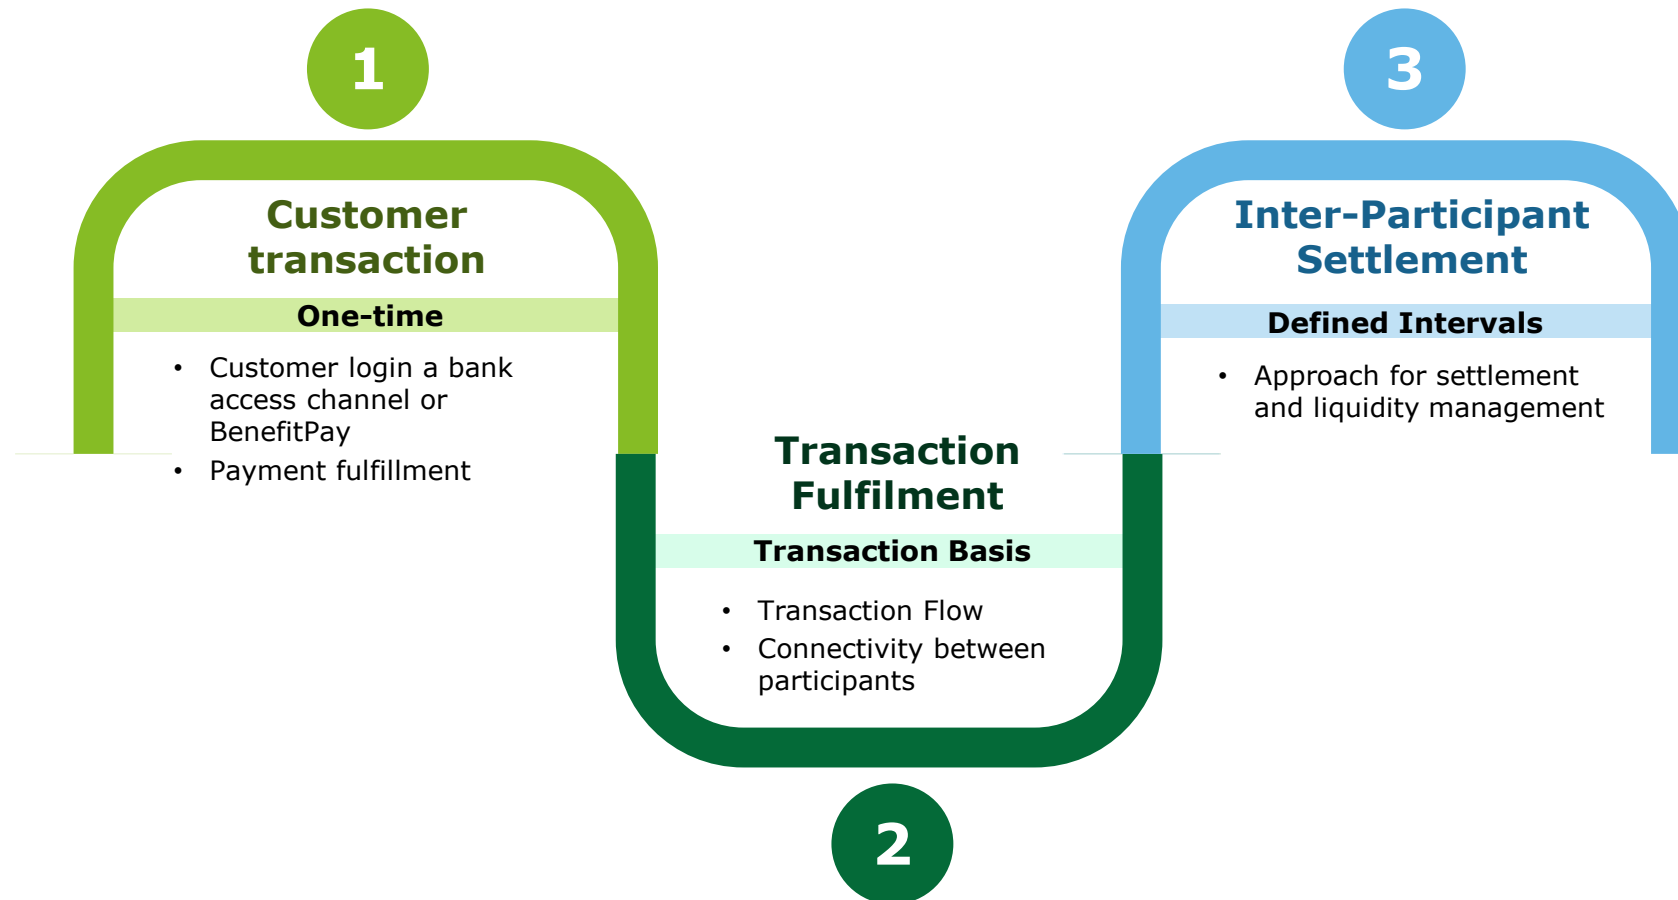 1
Customer
transaction
One-time
• Customer login a bank
access channel or
BenefitPay
• Payment fulfillment
Transaction
Fulfilment
Transaction Basis
• Transaction Flow
• Connectivity between
participants
2
3
Inter-Participant
Settlement
Defined Intervals
• Approach for settlement
and liquidity management